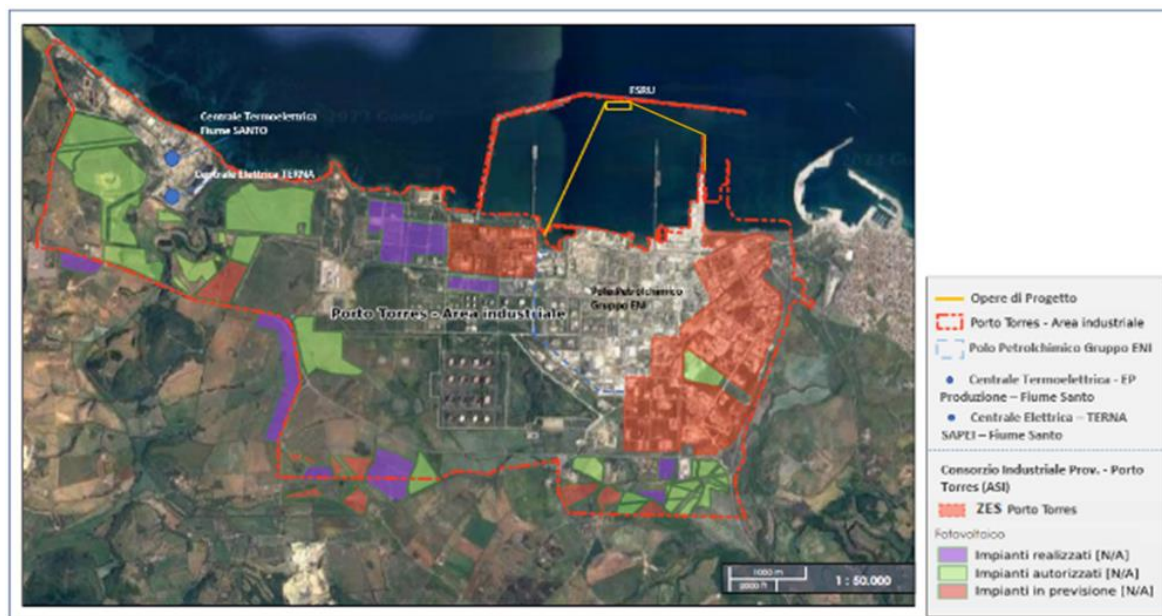 FSRU
Centrale Termoelettrica
Fiume SANTO
Centrale Elettrica TERNA
Polo Petrolchimico
Gruppo ENI
Porto Torres - Area industriale
1000 m
2000 ft
1 : 50.000
Opere di Progetto
Porto Torres - Area industriale
Polo Petrolchimico Gruppo ENI
Centrale Termoelettrica - EP
Produzione – Fiume Santo
Centrale Elettrica – TERNA
SAPEI – Fiume Santo
Consorzio Industriale Prov. - Porto
Torres (ASI)
ZES Porto Torres
Fotovoltaico
Impianti realizzati [N/A]
Impianti autorizzati [N/A]
Impianti in previsione [N/A]